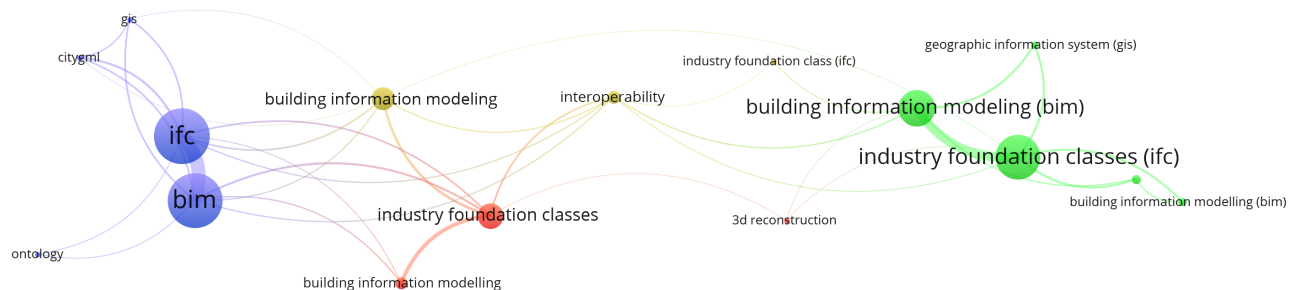 gis
geographic information system (gis)
citygml
industry foundation class (ifc)
building information modeling
interoperability
building information modeling (bim)
ifc
industry foundation classes (ifc)
bim
building information modelling (bim)
industry foundation classes
3d reconstruction
ontology
building information modelling